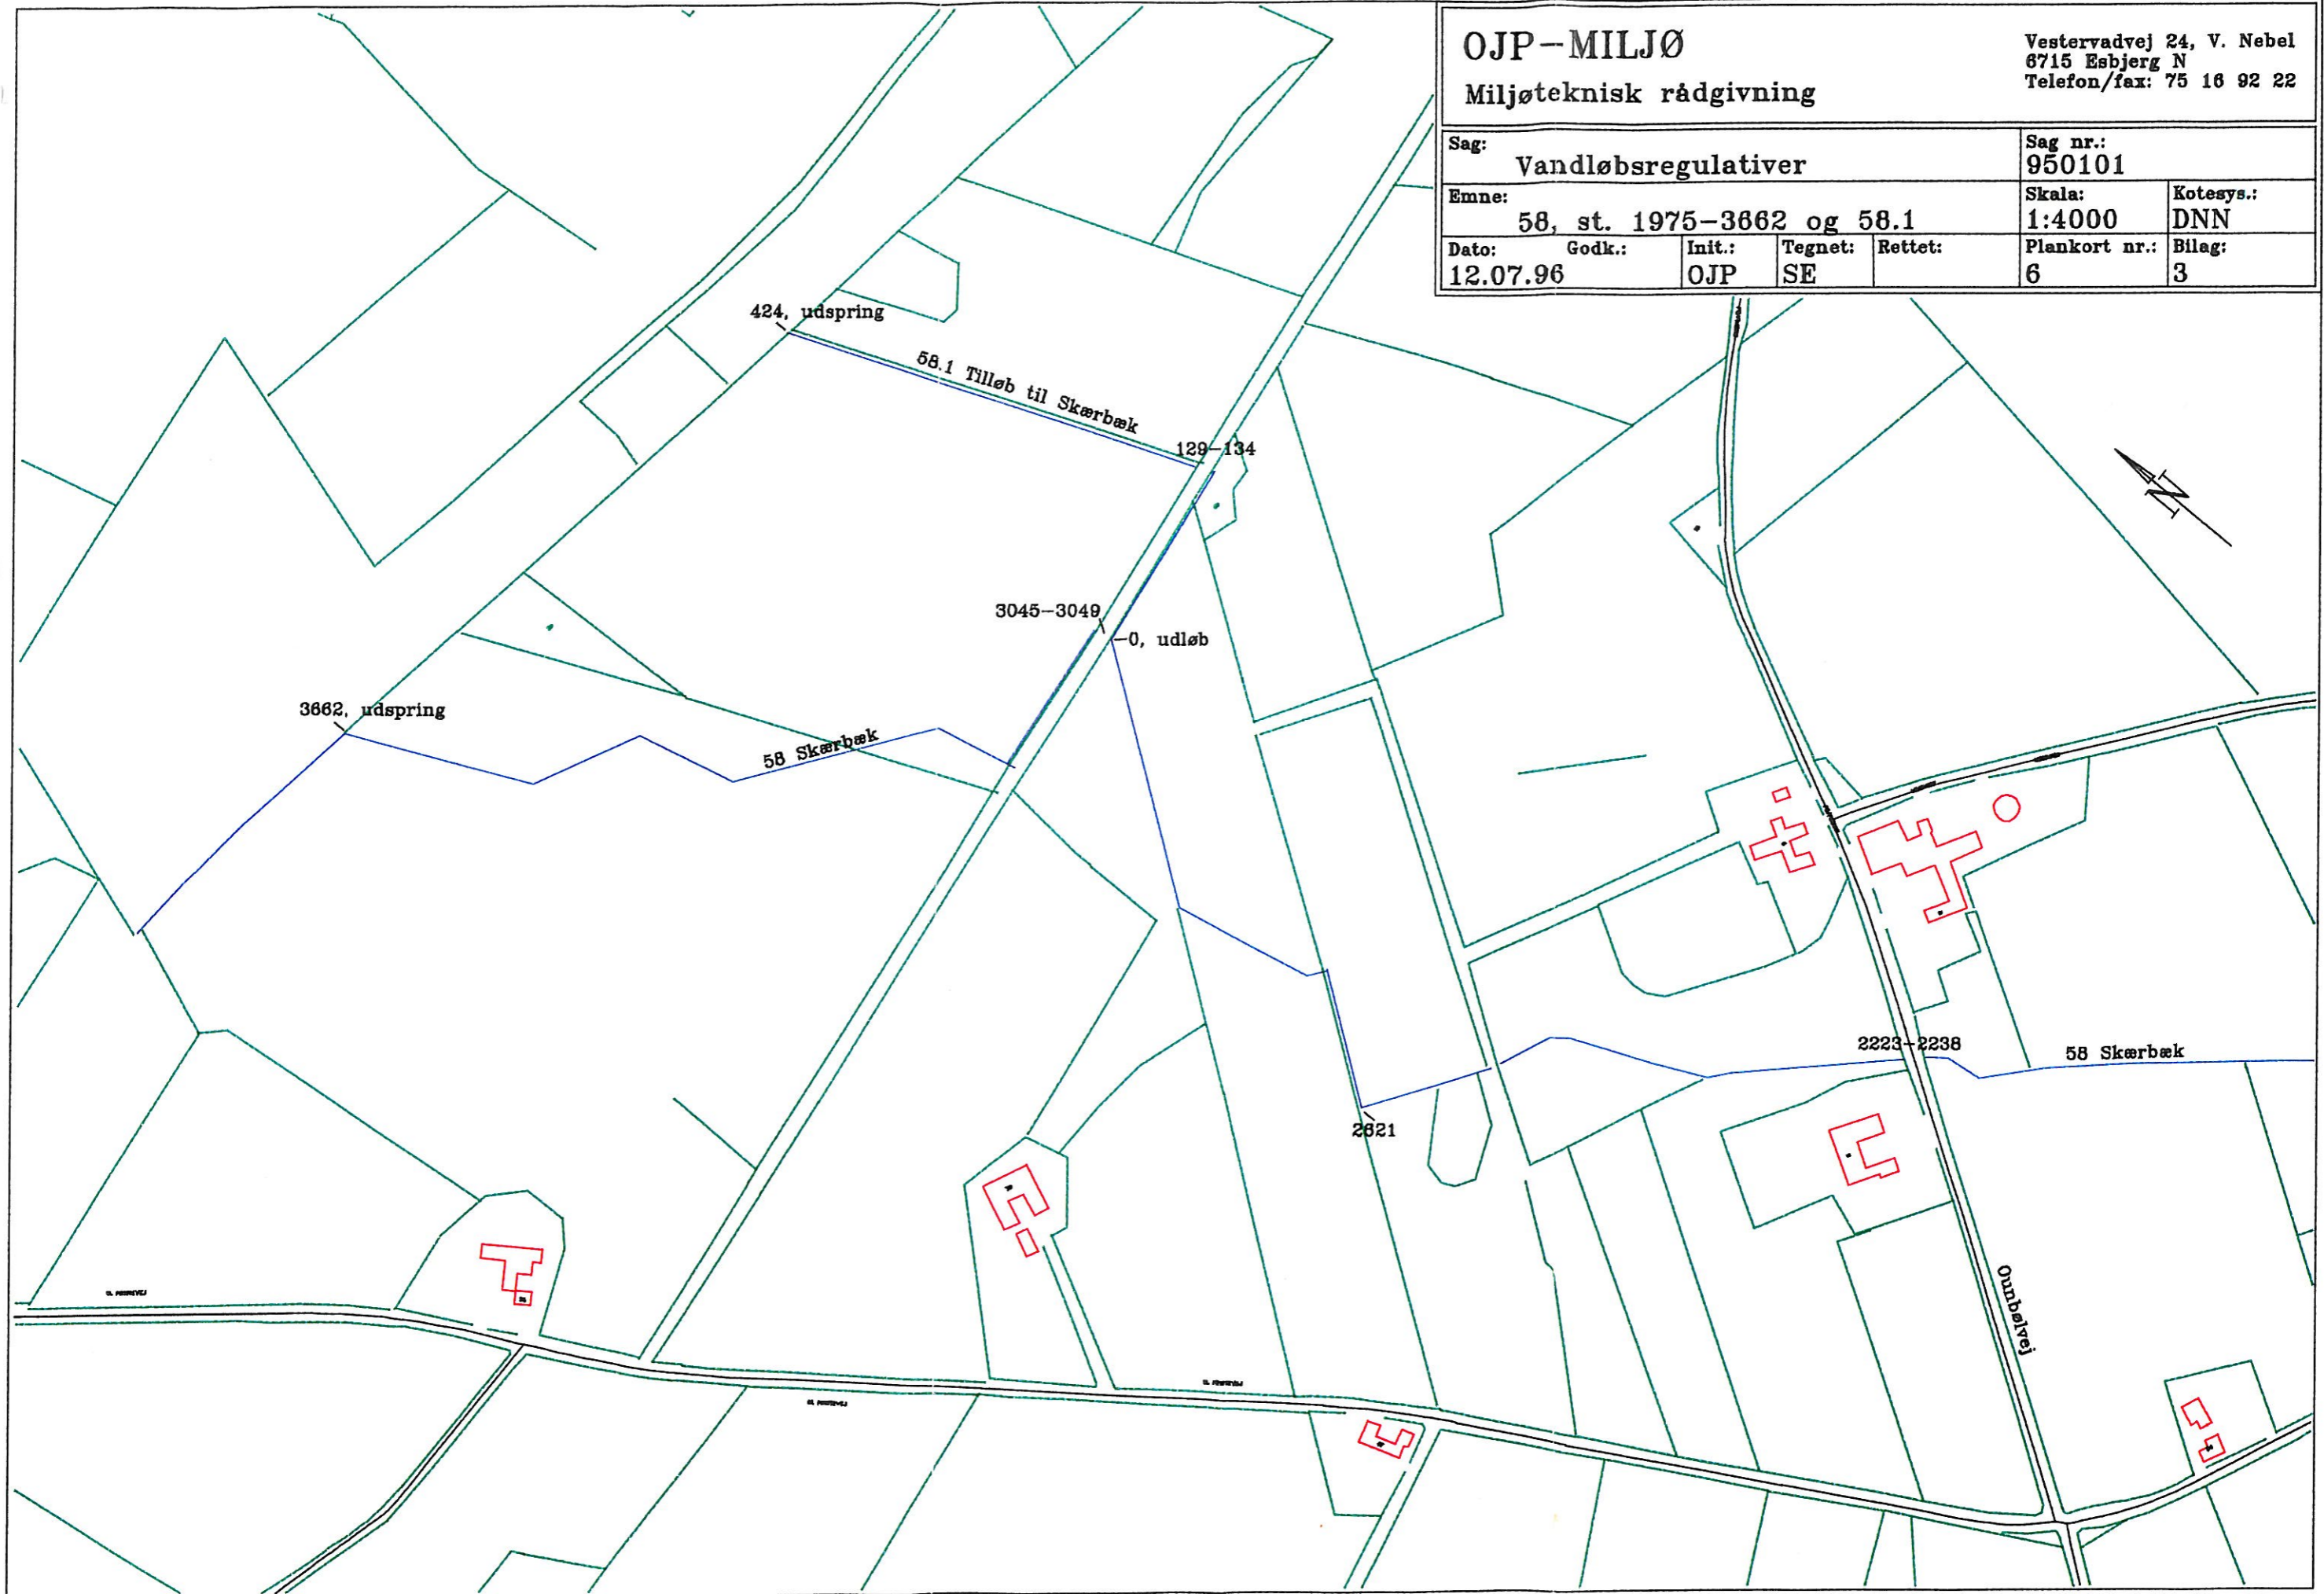 OJP-MILJØ
Miljøteknisk rådgivning
Vestervadvej 24, V. Nebel
6715 Esbjerg N
Telefon/fax: 75 16 92 22
Sag:
Vandløbsregulativer
Sag nr.:
950101
Emne:
58, st. 1975-3662 og 58.1
Skala:
1:4000
Kotesys.:
DNN
Dato:
12.07.96
Godk.:
Init.:
OJP
Tegnet:
SE
Rettet:
Plankort nr.:
6
Bilag:
3
424, udspring
58.1 Tilløb til Skærbæk
129-134
N
3045-3049
0, udløb
3662, udspring
58 Skærbæk
2223-2238
58 Skærbæk
2621
Ounbølvej